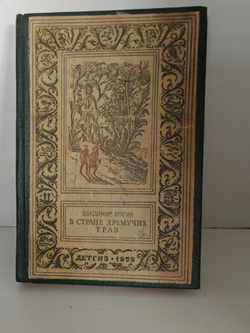 ВЛАДИМИР БРАГИН
В СТРАНЕ ДРЕМУЧИХ
ТРАВ
ДЕТГИЗ • 1959